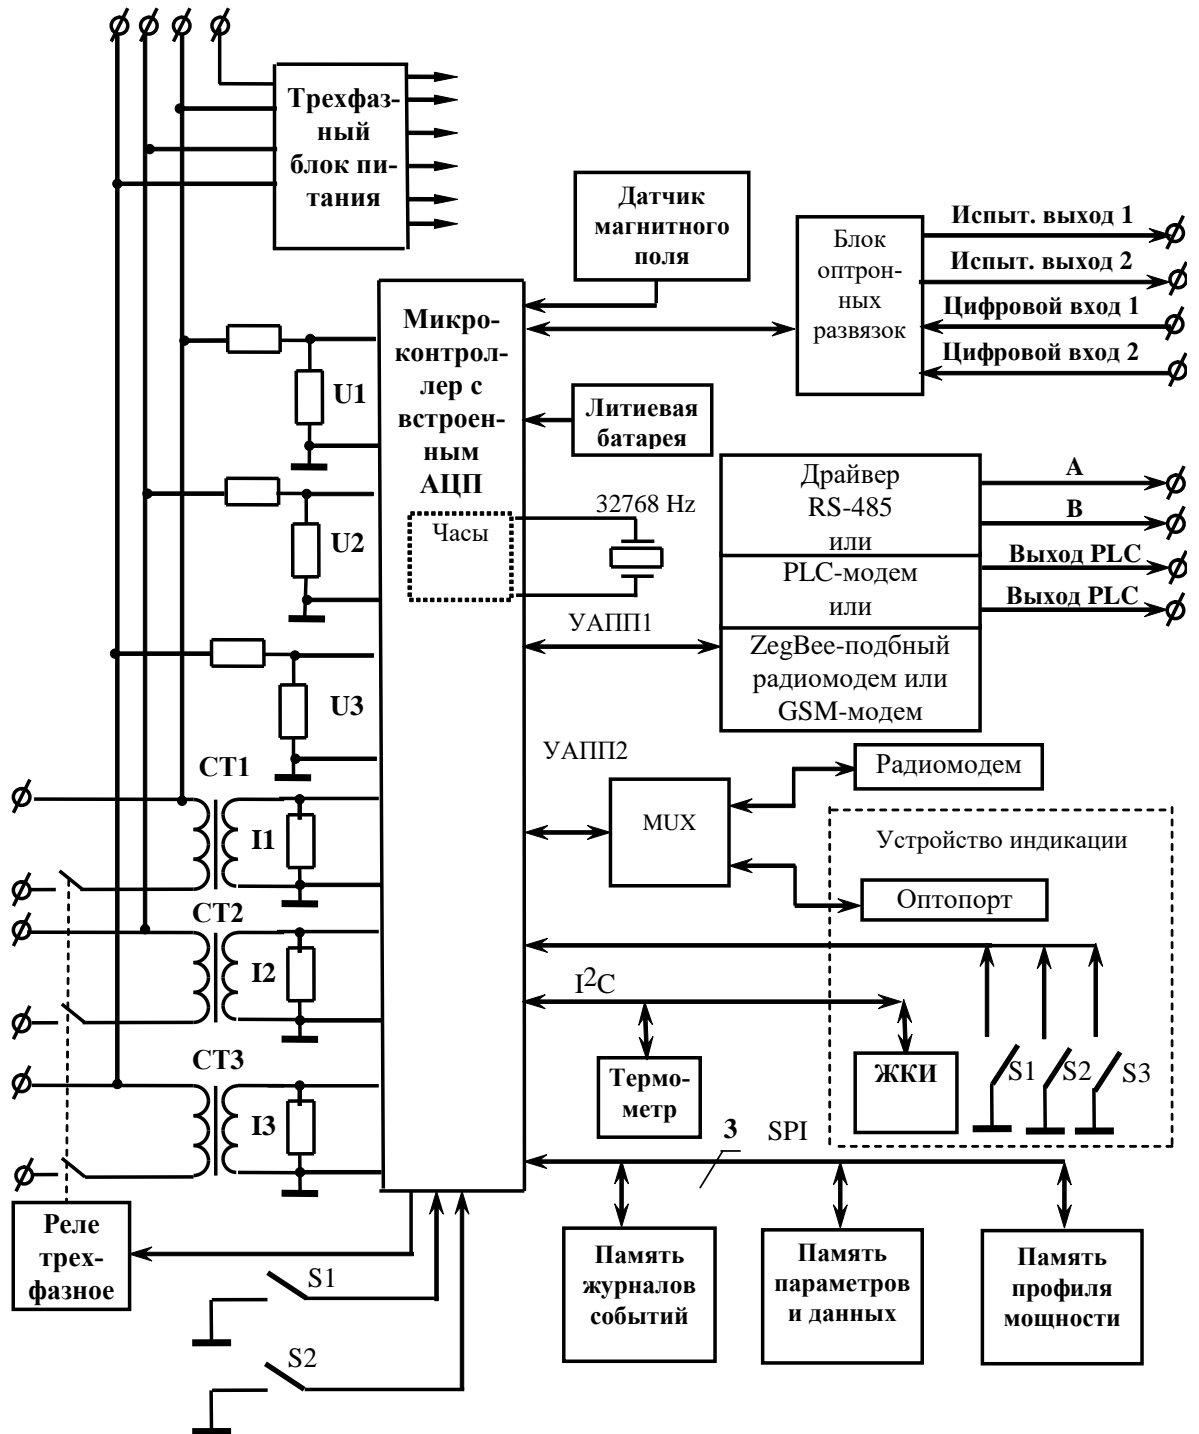 Трехфаз-
ный
блок пи-
тания
Датчик
магнитного
поля
Блок
оптрон-
ных
развязок
Испыт. выход 1
Испыт. выход 2
Цифровой вход 1
Цифровой вход 2
Микро-
контрол-
лер с
встроен-
ным
АЦП
Часы
U1
U2
U3
Литиевая
батарея
32768 Hz
Драйвер
RS-485
или
PLC-модем
или
ZegBee-подбный
радиомодем или
GSM-модем
A
B
Выход PLC
Выход PLC
УАПП1
УАПП2
MUX
Радиомодем
Устройство индикации
Оптопорт
СТ1
I1
СТ2
I2
СТ3
I3
I2C
Термо-
метр
ЖКИ
S1
S2
S3
3
SPI
Реле
трех-
фазное
S1
S2
Память
журналов
событий
Память
параметров
и данных
Память
профиля
мощности